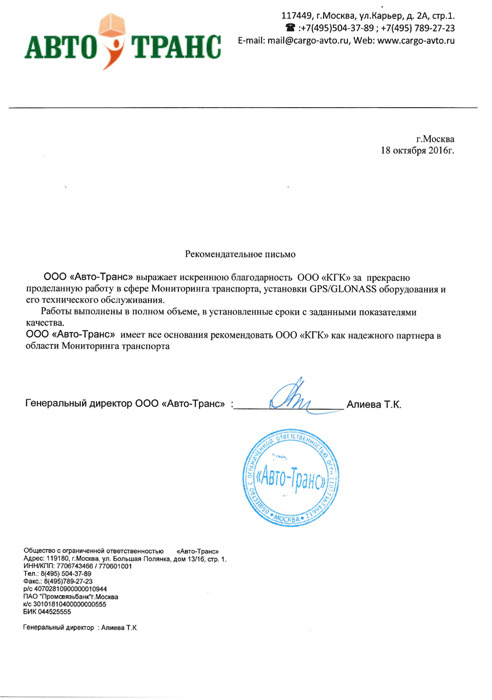 АВТО ТРАНС
117449, г.Москва, ул.Карьер, д. 2А, стр.1.
☎ :+7(495)504-37-89 ; +7(495) 789-27-23
E-mail: mail@cargo-avto.ru, Web: www.cargo-avto.ru
г.Москва
18 октября 2016г.
Рекомендательное письмо
ООО «Авто-Транс» выражает искреннюю благодарность ООО «КГК» за прекрасно
проделанную работу в сфере Мониторинга транспорта, установки GPS/GLONASS оборудования и
его технического обслуживания.
Работы выполнены в полном объеме, в установленные сроки с заданными показателями
качества.
ООО «Авто-Транс» имеет все основания рекомендовать ООО «КГК» как надежного партнера в
области Мониторинга транспорта
Генеральный директор ООО «Авто-Транс» :____________ Алиева Т.К.
ОБЩЕСТВО С ОГРАНИЧЕННОЙ ОТВЕТСТВЕННОСТЬЮ
«Авто-Транс»
* МОСКВА *
Общество с ограниченной ответственностью «Авто-Транс»
Адрес: 119180, г.Москва, ул. Большая Полянка, дом 13/16, стр. 1.
ИНН/КПП: 7706743466 / 770601001
Тел.: 8(495) 504-37-89
Факс.: 8(495)789-27-23
р/с 40702810900000010944
ПАО "Промсвязьбанк"г.Москва
к/с 30101810400000000555
БИК 044525555
Генеральный директор : Алиева Т.К.